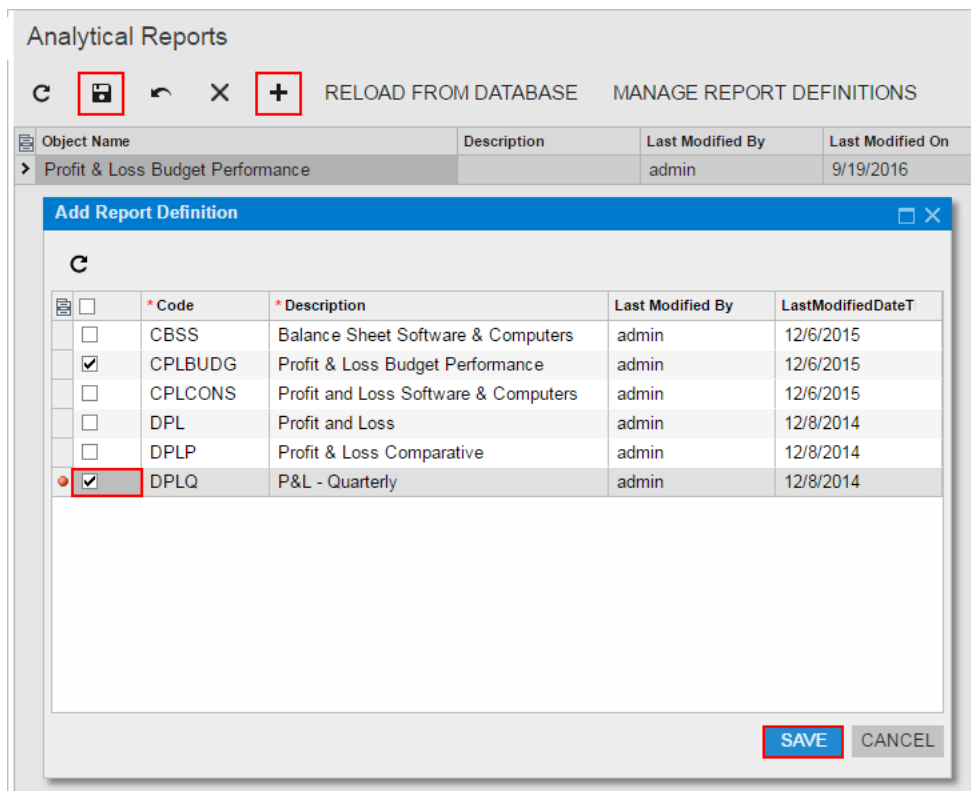 Analytical Reports
RELOAD FROM DATABASE MANAGE REPORT DEFINITIONS
Object Name Description Last Modified By Last Modified On
Profit & Loss Budget Performance admin 9/19/2016
Add Report Definition
* Code * Description Last Modified By LastModifiedDateT
CBSS Balance Sheet Software & Computers admin 12/6/2015
CPLBUDG Profit & Loss Budget Performance admin 12/6/2015
CPLCONS Profit and Loss Software & Computers admin 12/6/2015
DPL Profit and Loss admin 12/8/2014
DPLP Profit & Loss Comparative admin 12/8/2014
DPLQ P&L - Quarterly admin 12/8/2014
SAVE CANCEL